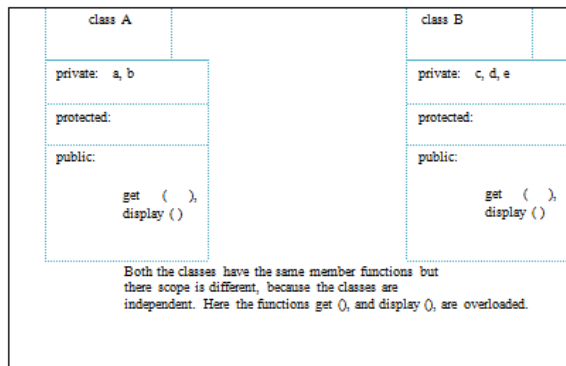 class A
private: a, b
protected:
public:
get ( ),
display ( )
class B
private: c, d, e
protected:
public:
get ( ),
display ( )
Both the classes have the same member functions but
there scope is different, because the classes are
independent. Here the functions get (), and display (), are overloaded.